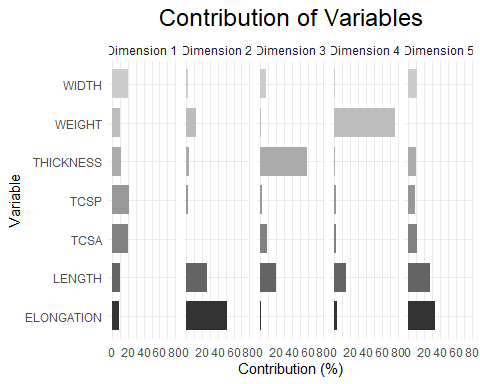 Contribution of Variables
Dimension 1 Dimension 2 Dimension 3 Dimension 4 Dimension 5
WIDTH
WEIGHT
THICKNESS
TCSP
TCSA
LENGTH
ELONGATION
Variable
0 20 40 60 80 0 20 40 60 80 0 20 40 60 80 0 20 40 60 80 0 20 40 60 80
Contribution (%)